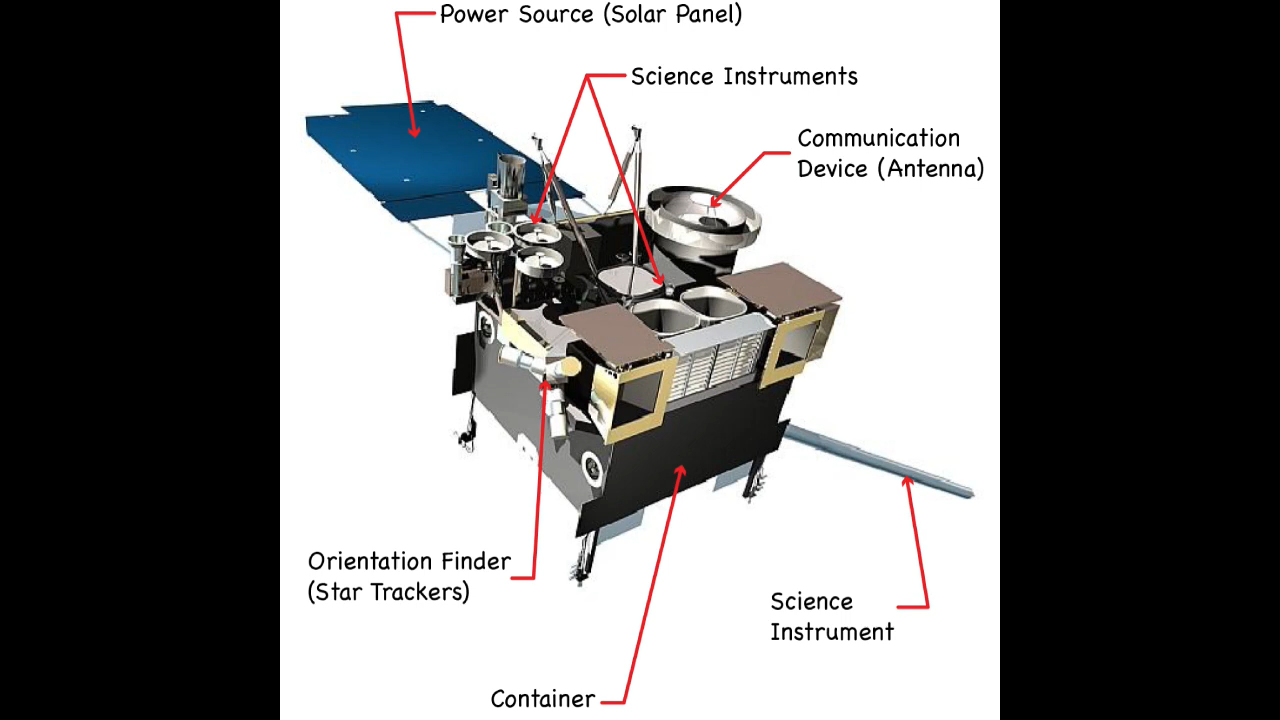 Power Source (Solar Panel)
Science Instruments
Communication
Device (Antenna)
Orientation Finder
(Star Trackers)
Science
Instrument
Container